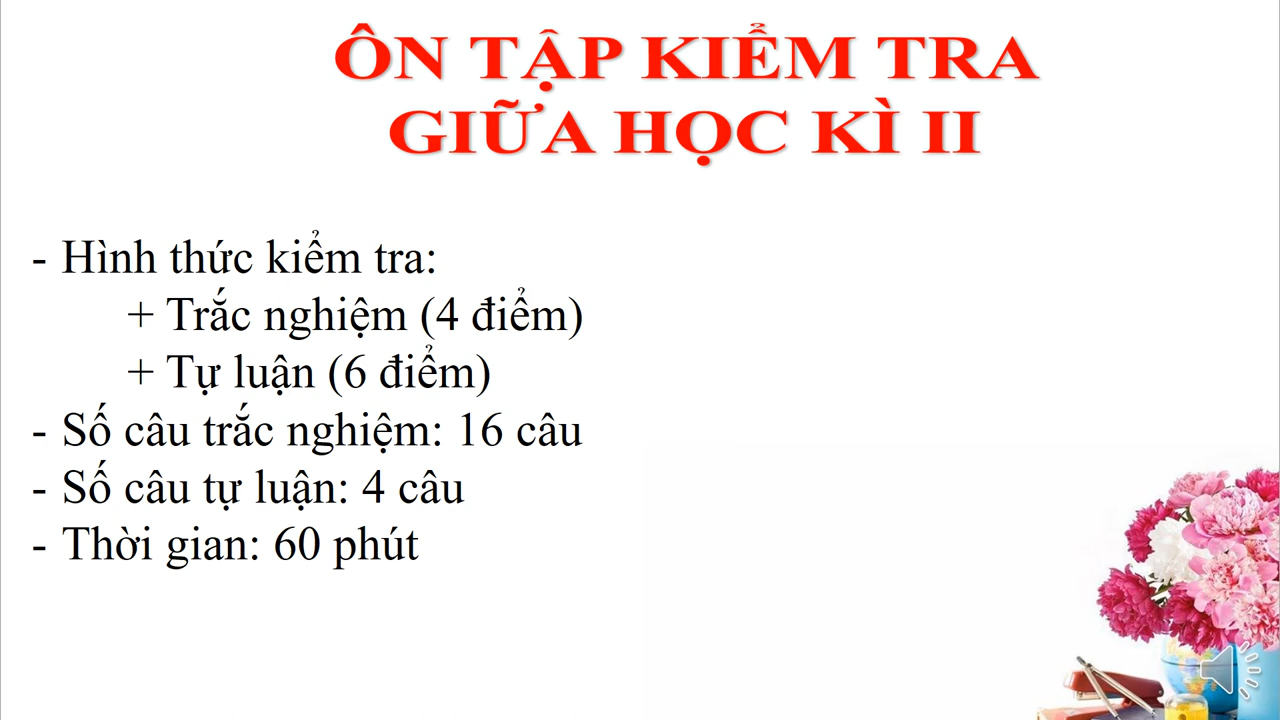 ÔN TẬP KIỂM TRA
GIỮA HỌC KÌ II
- Hình thức kiểm tra:
+ Trắc nghiệm (4 điểm)
+ Tự luận (6 điểm)
- Số câu trắc nghiệm: 16 câu
- Số câu tự luận: 4 câu
- Thời gian: 60 phút